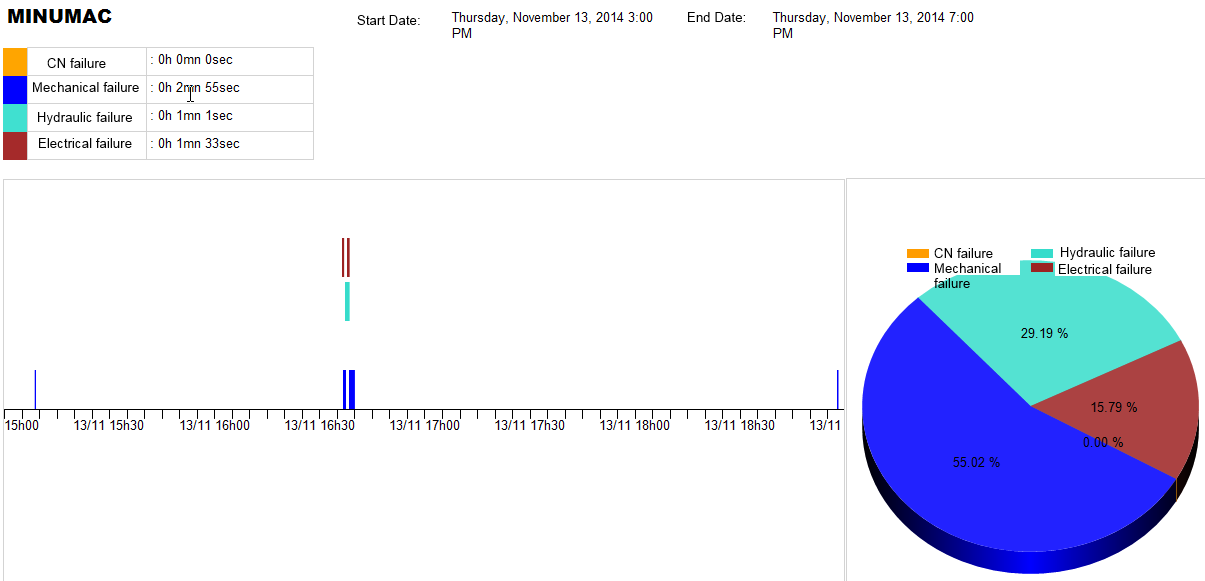 MINUMAC
Start Date:
Thursday, November 13, 2014 3:00
PM
End Date:
Thursday, November 13, 2014 7:00
PM
CN failure : 0h 0mn 0sec
Mechanical failure : 0h 2mn 55sec
Hydraulic failure : 0h 1mn 1sec
Electrical failure : 0h 1mn 33sec
15h00 13/11 15h30 13/11 16h00 13/11 16h30 13/11 17h00 13/11 17h30 13/11 18h00 13/11 18h30 13/11
CN failure
Hydraulic failure
Mechanical
failure
Electrical failure
29.19 %
15.79 %
0.00 %
55.02 %